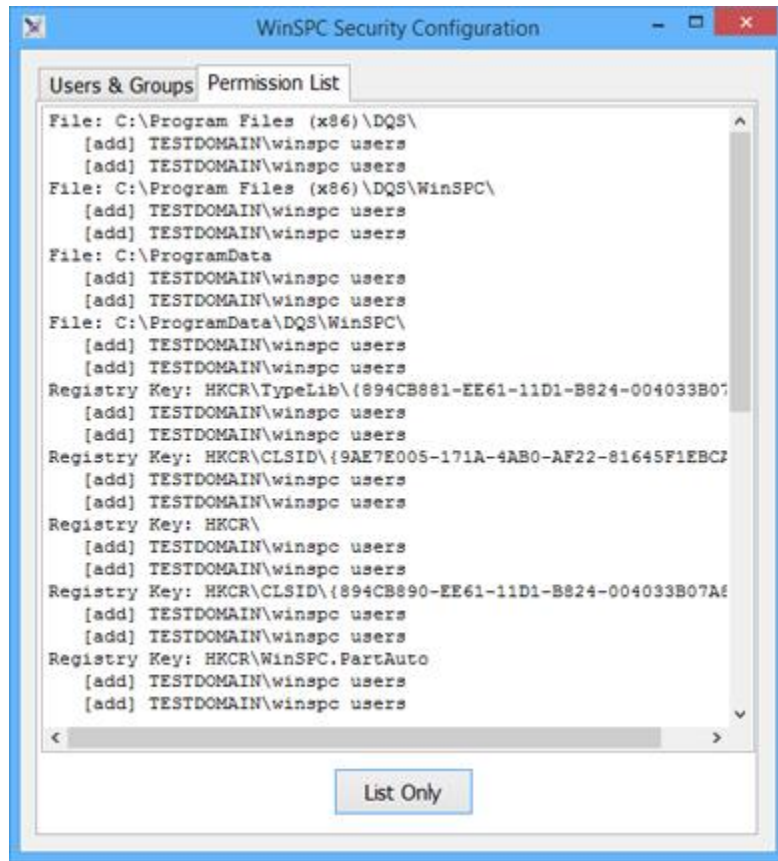 WinSPC Security Configuration
Users & Groups
Permission List
File: C:\Program Files (x86)\DQS\
[add] TESTDOMAIN\winspc users
[add] TESTDOMAIN\winspc users
File: C:\Program Files (x86)\DQS\WinSPC\
[add] TESTDOMAIN\winspc users
[add] TESTDOMAIN\winspc users
File: C:\ProgramData
[add] TESTDOMAIN\winspc users
[add] TESTDOMAIN\winspc users
File: C:\ProgramData\DQS\WinSPC\
[add] TESTDOMAIN\winspc users
[add] TESTDOMAIN\winspc users
Registry Key: HKCR\TypeLib\{894CB881-EE61-11D1-B824-004033B07
[add] TESTDOMAIN\winspc users
[add] TESTDOMAIN\winspc users
Registry Key: HKCR\CLSID\{9AE7E005-171A-4AB0-AF22-81645F1EBCA
[add] TESTDOMAIN\winspc users
[add] TESTDOMAIN\winspc users
Registry Key: HKCR\
[add] TESTDOMAIN\winspc users
[add] TESTDOMAIN\winspc users
Registry Key: HKCR\CLSID\{894CB890-EE61-11D1-B824-004033B07A8
[add] TESTDOMAIN\winspc users
[add] TESTDOMAIN\winspc users
Registry Key: HKCR\WinSPC.PartAuto
[add] TESTDOMAIN\winspc users
[add] TESTDOMAIN\winspc users
List Only